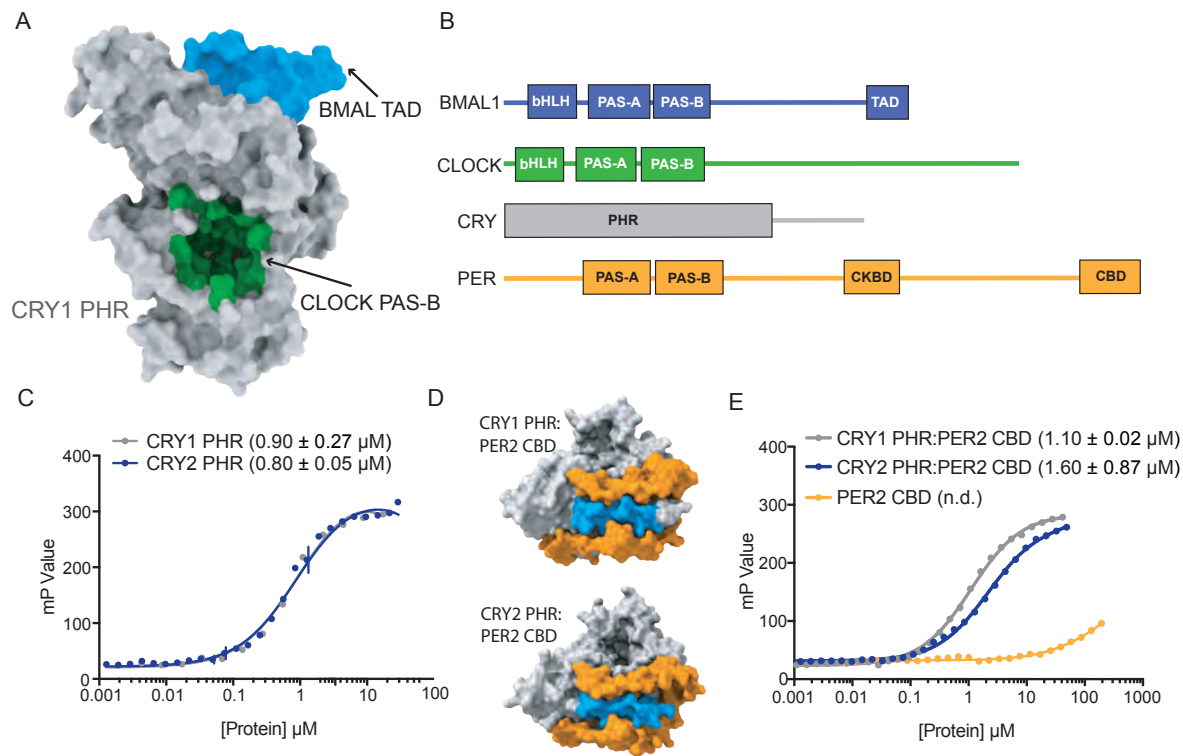 A
BMAL TAD
CLOCK PAS-B
CRY1 PHR
B
BMAL1
bHLH
PAS-A
PAS-B
TAD
CLOCK
bHLH
PAS-A
PAS-B
CRY
PHR
PER
PAS-A
PAS-B
CKBD
CBD
C
CRY1 PHR (0.90 ± 0.27 µM)
CRY2 PHR (0.80 ± 0.05 µM)
400
300
200
100
0
mP Value
0.001
0.01
0.1
1
10
100
[Protein] µM
D
CRY1 PHR:
PER2 CBD
CRY2 PHR:
PER2 CBD
E
CRY1 PHR:PER2 CBD (1.10 ± 0.02 µM)
CRY2 PHR:PER2 CBD (1.60 ± 0.87 µM)
PER2 CBD (n.d.)
400
300
200
100
0
mP Value
0.001
0.01
0.1
1
10
100
1000
[Protein] µM